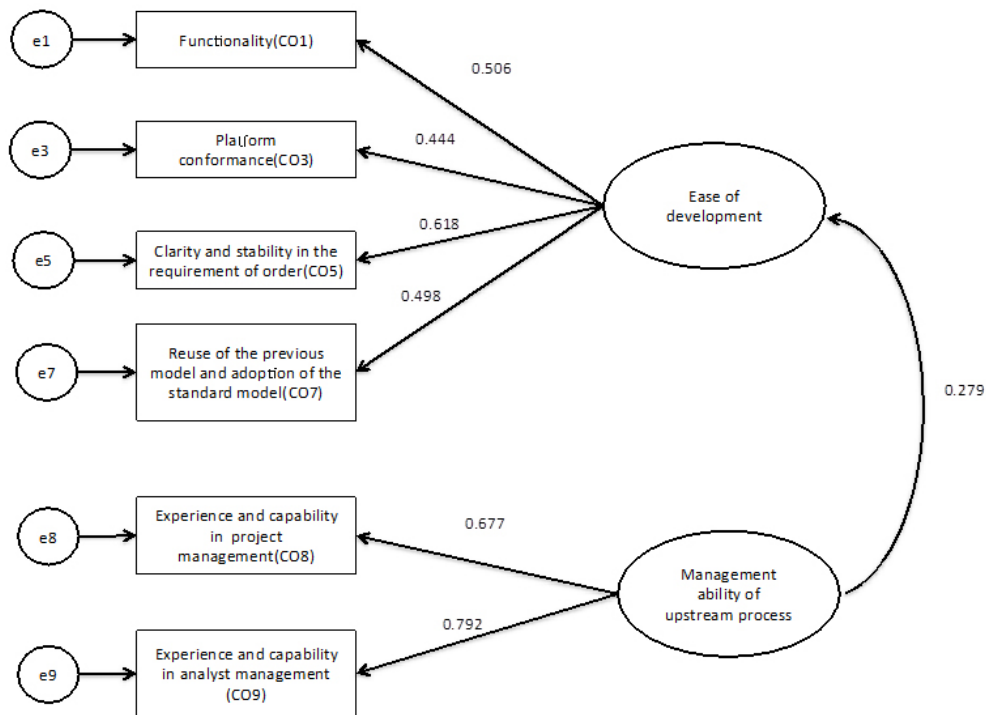 e1
Functionality(CO1)
0.506
e3
Platform
conformance(CO3)
0.444
Ease of
development
e5
Clarity and stability in the
requirement of order(CO5)
0.618
e7
Reuse of the previous
model and adoption of the
standard model(CO7)
0.498
0.279
e8
Experience and capability
in project
management(CO8)
0.677
Management
ability of
upstream process
e9
Experience and capability
in analyst management
(CO9)
0.792